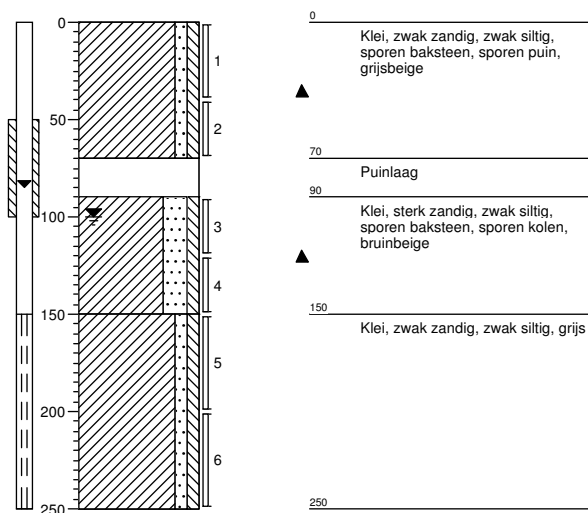 0
50
100
150
200
250
1
2
3
4
5
6
0
Klei, zwak zandig, zwak siltig,
sporen baksteen, sporen puin,
grijsbeige
70
Puinlaag
90
Klei, sterk zandig, zwak siltig,
sporen baksteen, sporen kolen,
bruinbeige
150
Klei, zwak zandig, zwak siltig, grijs
250